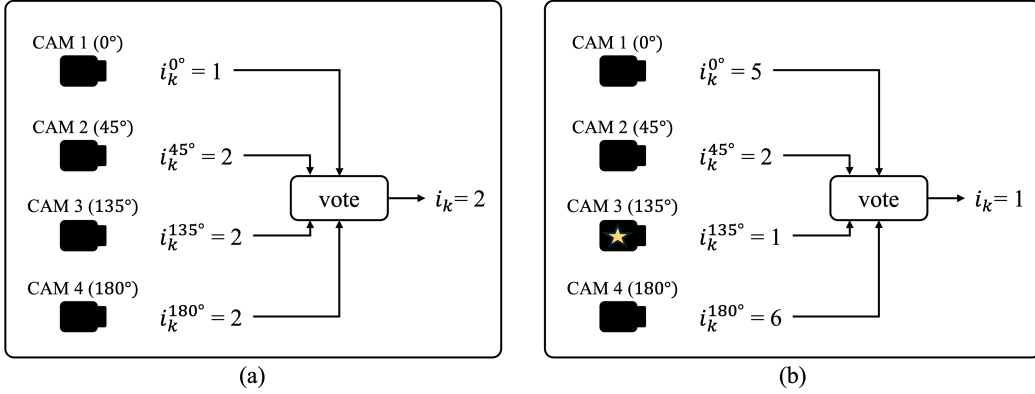 CAM 1 (0°)
i_k^{0°} = 1
CAM 2 (45°)
i_k^{45°} = 2
vote
i_k= 2
CAM 3 (135°)
i_k^{135°} = 2
CAM 4 (180°)
i_k^{180°} = 2
(a)
CAM 1 (0°)
i_k^{0°} = 5
CAM 2 (45°)
i_k^{45°} = 2
vote
i_k= 1
CAM 3 (135°)
i_k^{135°} = 1
CAM 4 (180°)
i_k^{180°} = 6
(b)